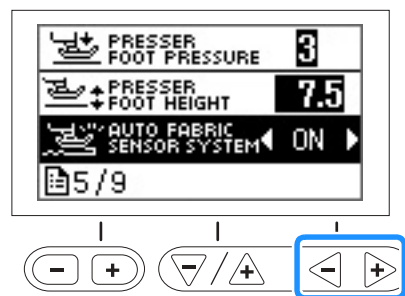 PRESSER
FOOT PRESSURE 3
PRESSER
FOOT HEIGHT 7.5
AUTO FABRIC
SENSOR SYSTEM ON
5/9
- + / + - +